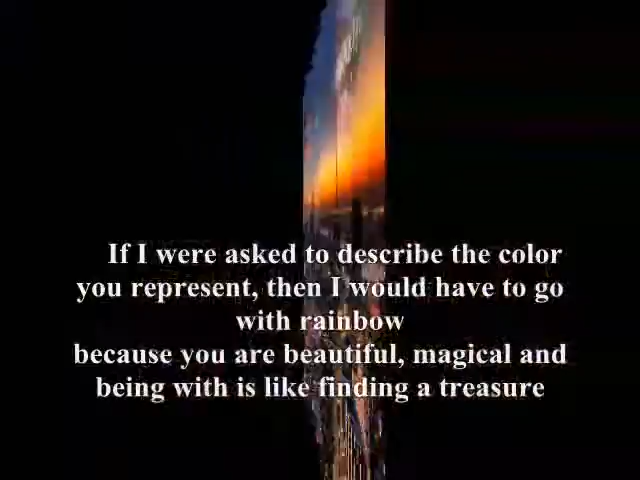 If I were asked to describe the color
you represent, then I would have to go
with rainbow
because you are beautiful, magical and
being with is like finding a treasure